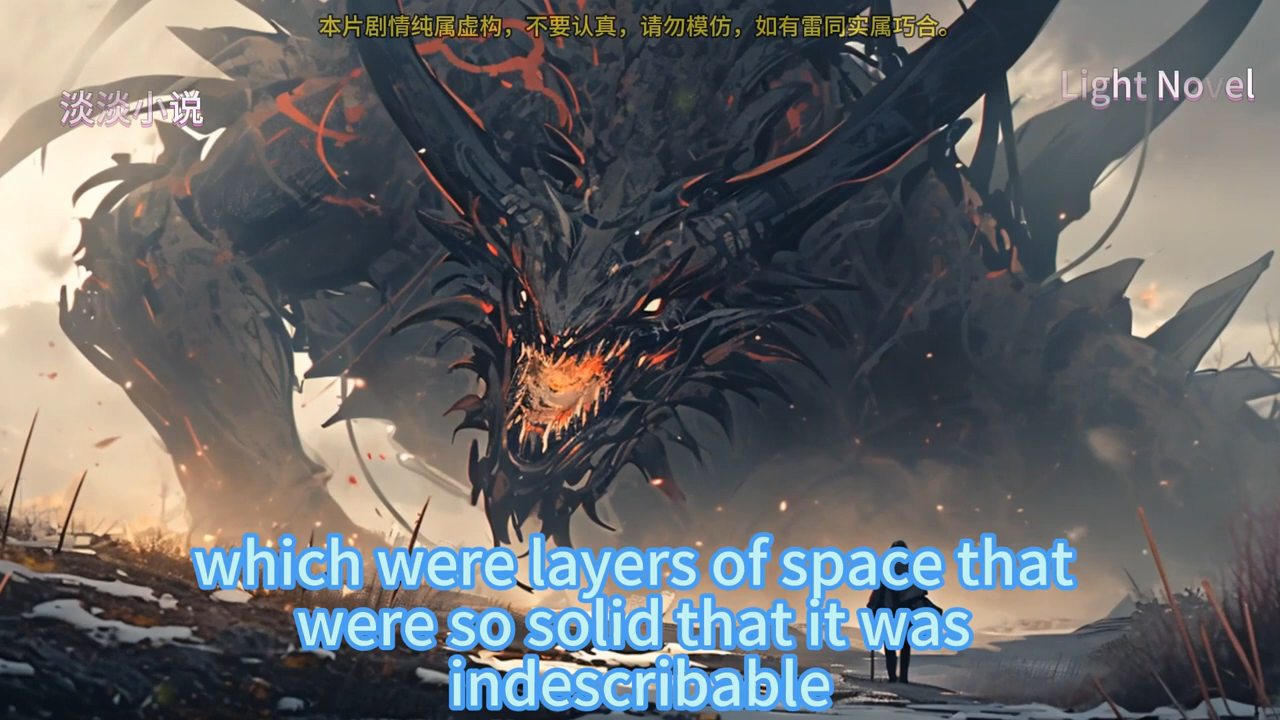 本片剧情纯属虚构，不要认真，请勿模仿，如有雷同实属巧合。
淡淡小说
Light Novel
which were layers of space that
were so solid that it was
indescribable